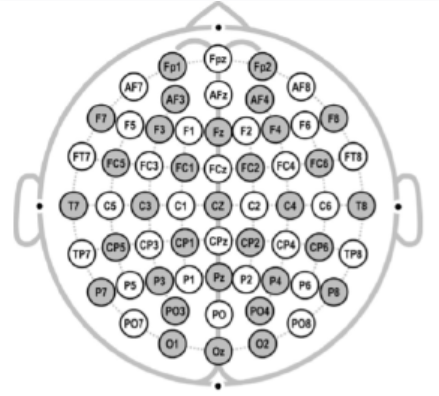 Fp1 Fpz Fp2
AF7 AF3 AFz AF4 AF8
F7 F5 F3 F1 Fz F2 F4 F6 F8
FT7 FC5 FC3 FC1 FCz FC2 FC4 FC6 FT8
T7 C5 C3 C1 CZ C2 C4 C6 T8
TP7 CP5 CP3 CP1 CPz CP2 CP4 CP6 TP8
P7 P5 P3 P1 Pz P2 P4 P6 P8
PO7 PO3 PO PO4 PO8
O1 Oz O2